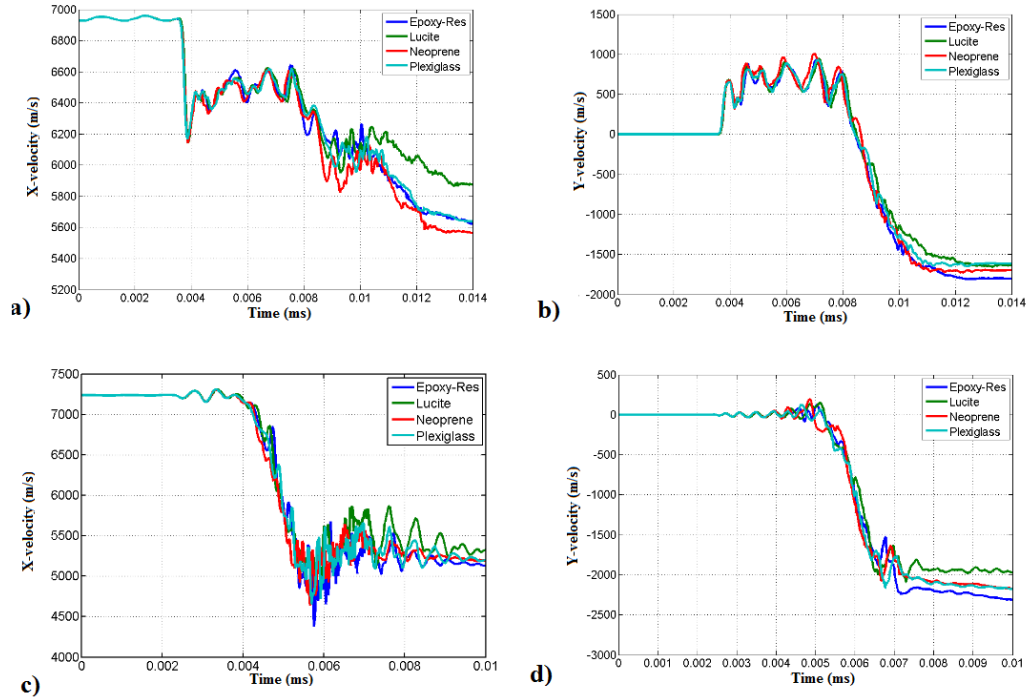 7000
6800
6600
6400
6200
6000
5800
5600
5400
5200
X-velocity (m/s)
Epoxy-Res
Lucite
Neoprene
Plexiglass
0 0.002 0.004 0.006 0.008 0.01 0.012 0.014
Time (ms)
a)
1500
1000
500
0
-500
-1000
-1500
-2000
Y-velocity (m/s)
Epoxy-Res
Lucite
Neoprene
Plexiglass
0 0.002 0.004 0.006 0.008 0.01 0.012 0.014
Time (ms)
b)
7500
7000
6500
6000
5500
5000
4500
4000
X-velocity (m/s)
Epoxy-Res
Lucite
Neoprene
Plexiglass
0 0.002 0.004 0.006 0.008 0.01
Time (ms)
c)
500
0
-500
-1000
-1500
-2000
-2500
-3000
Y-velocity (m/s)
Epoxy-Res
Lucite
Neoprene
Plexiglass
0 0.001 0.002 0.003 0.004 0.005 0.006 0.007 0.008 0.009 0.01
Time (ms)
d)